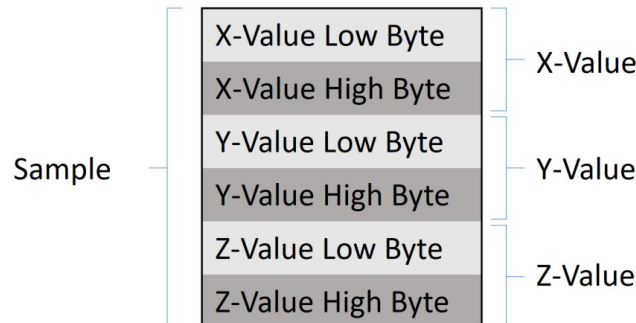 X-Value Low Byte
X-Value High Byte
X-Value
Y-Value Low Byte
Y-Value High Byte
Y-Value
Sample
Z-Value Low Byte
Z-Value High Byte
Z-Value